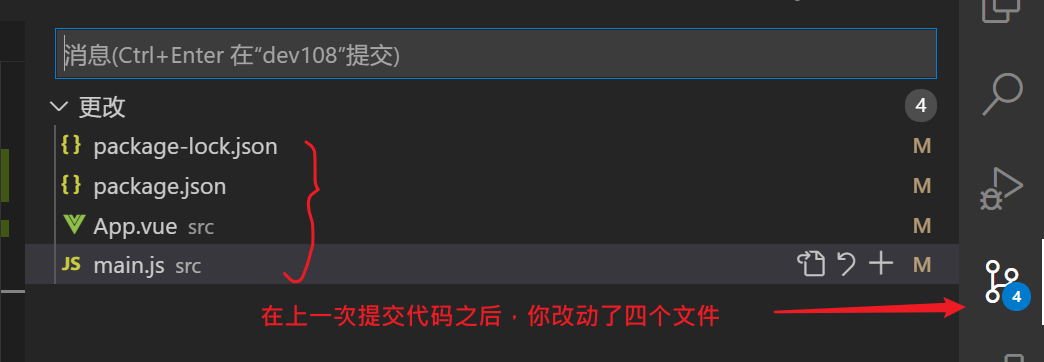 消息(Ctrl+Enter 在“dev108”提交)
更改 4
{} package-lock.json M
{} package.json M
App.vue src M
JS main.js src M
4
在上一次提交代码之后，你改动了四个文件